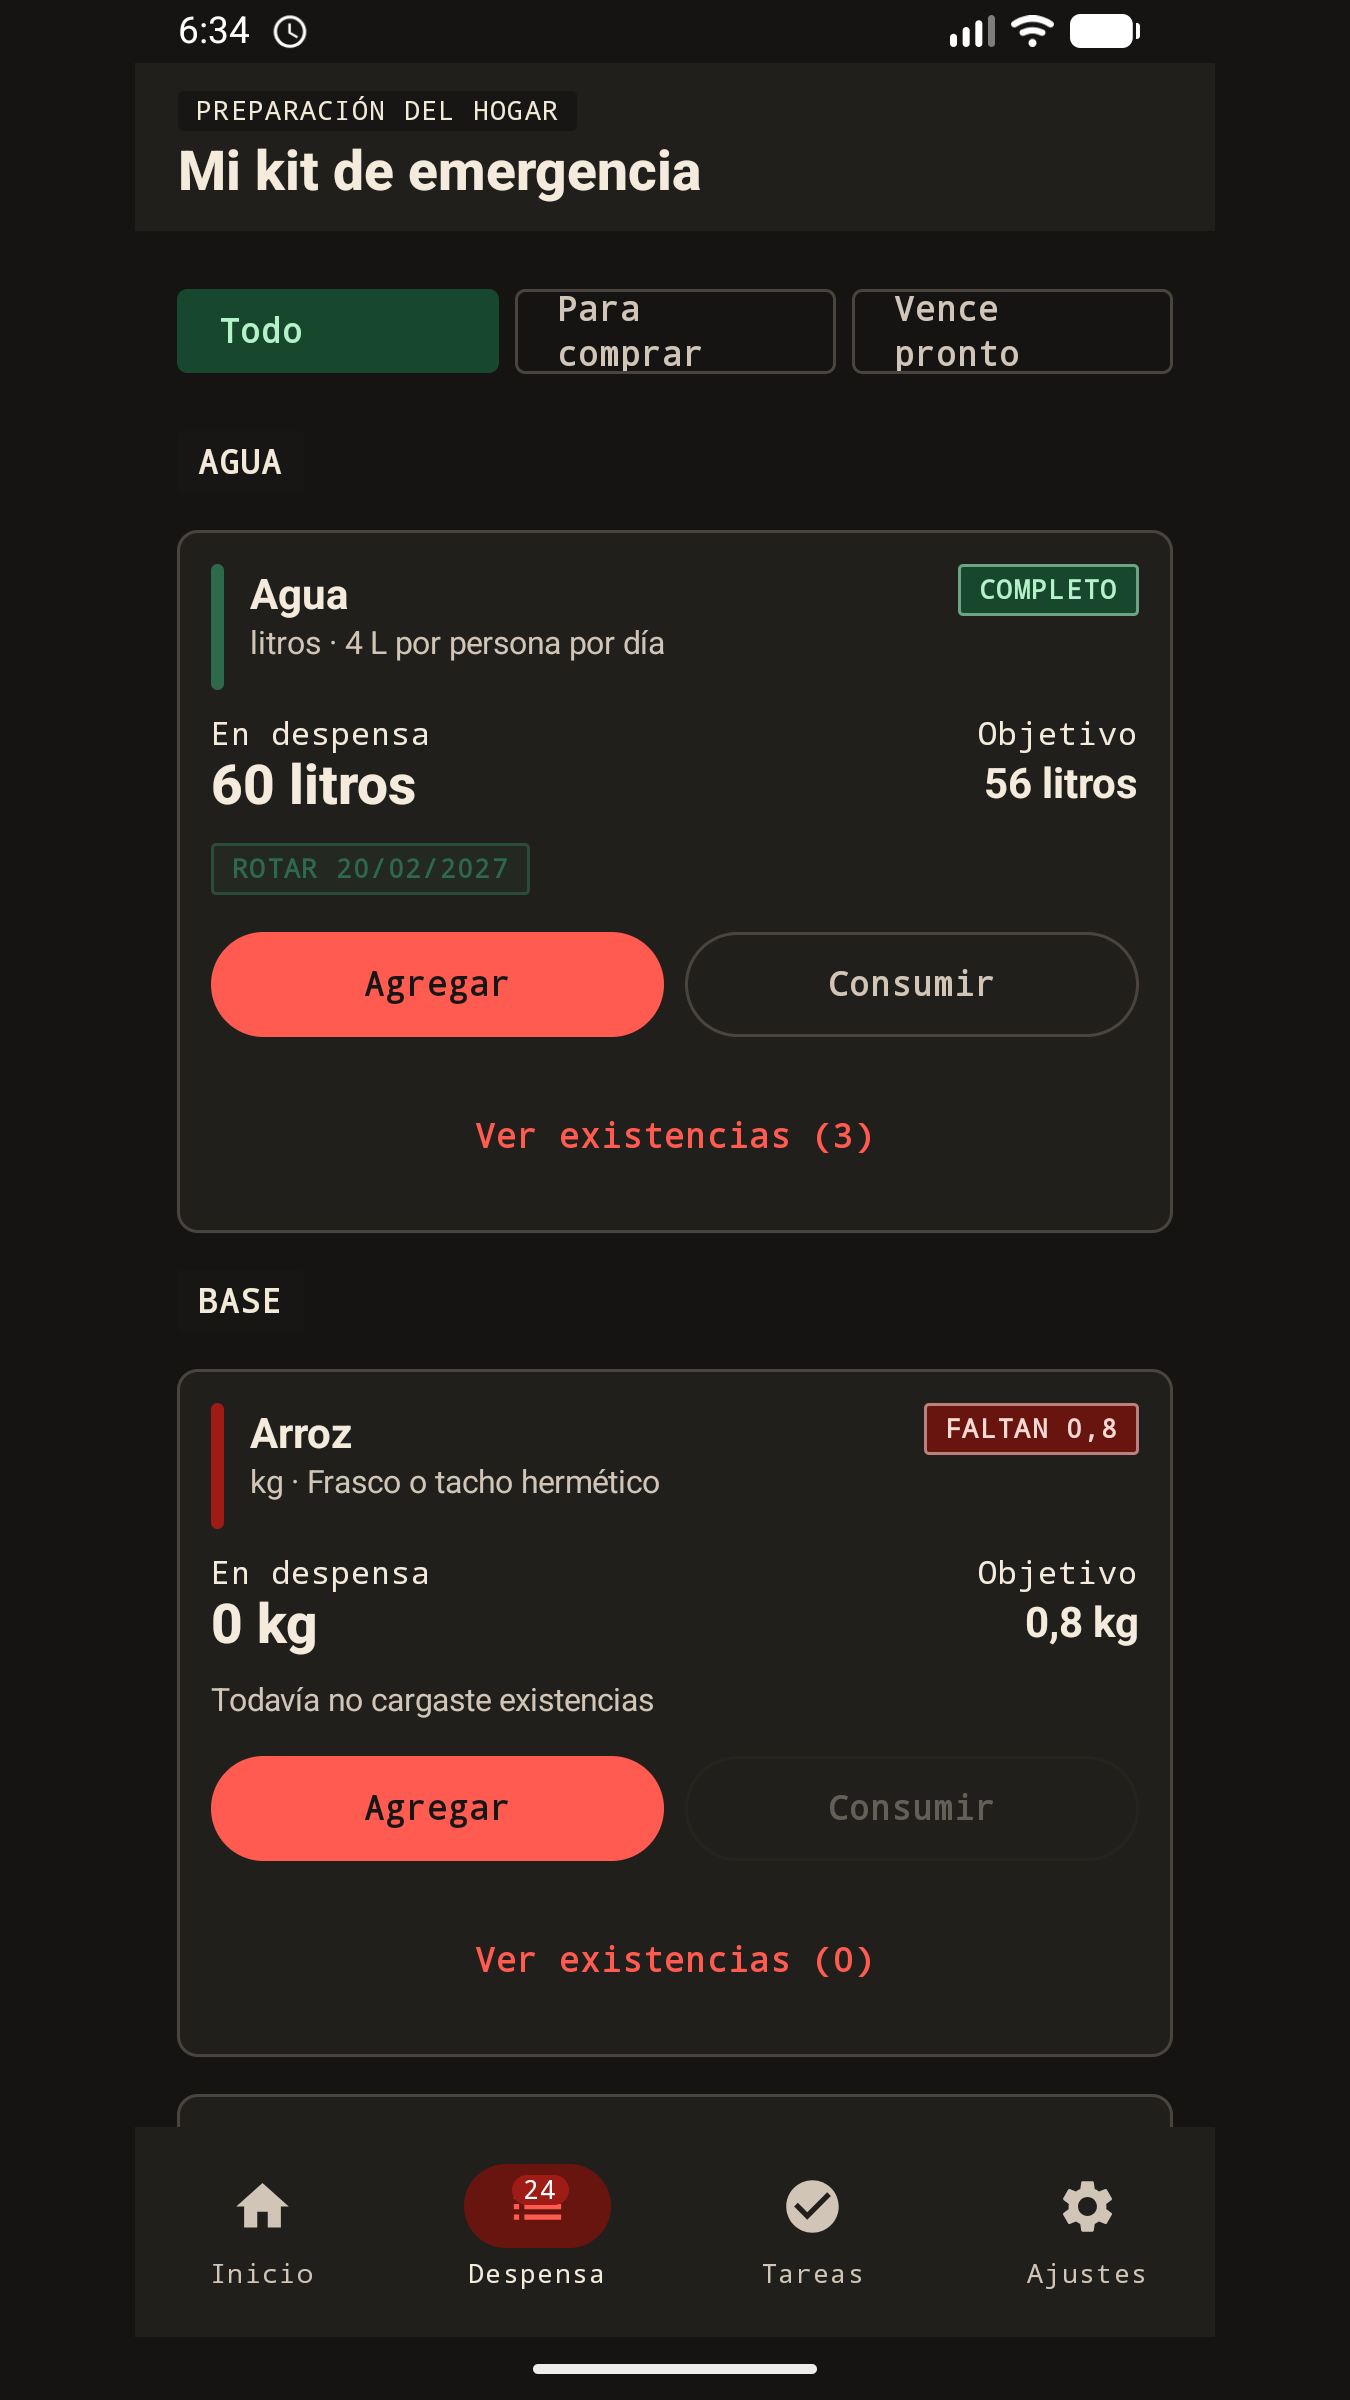 6:34
PREPARACIÓN DEL HOGAR
Mi kit de emergencia
Todo
Para
comprar
Vence
pronto
AGUA
Agua
COMPLETO
litros · 4 L por persona por día
En despensa
Objetivo
60 litros
56 litros
ROTAR 20/02/2027
Agregar
Consumir
Ver existencias (3)
BASE
Arroz
FALTAN 0,8
kg · Frasco o tacho hermético
En despensa
Objetivo
0 kg
0,8 kg
Todavía no cargaste existencias
Agregar
Consumir
Ver existencias (0)
24
Inicio
Despensa
Tareas
Ajustes